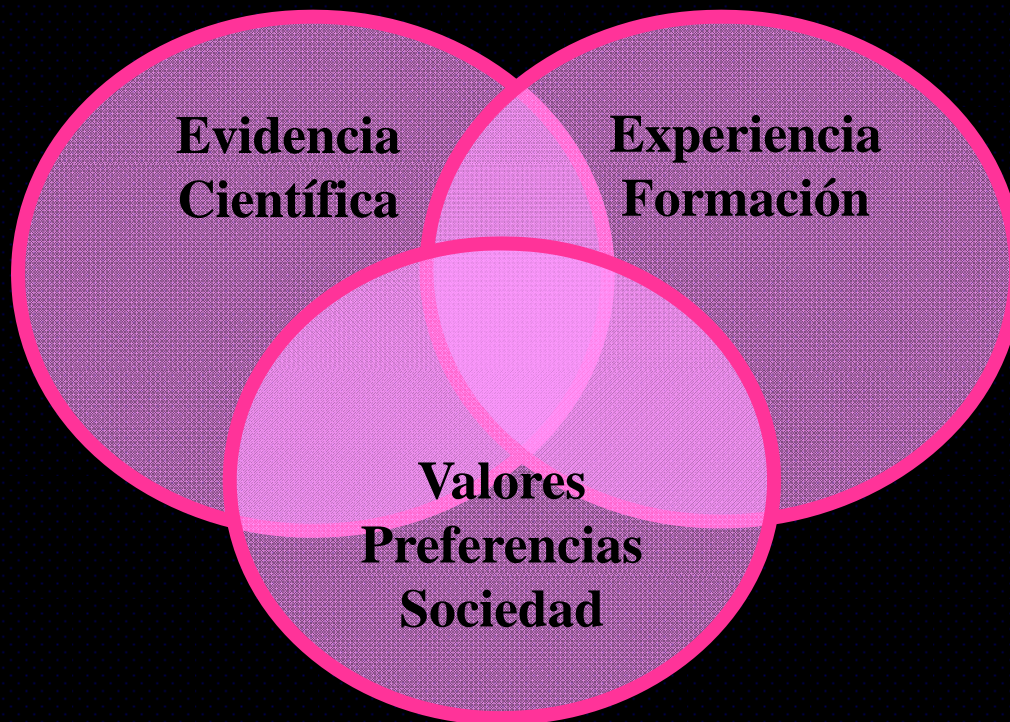 Evidencia
Científica
Experiencia
Formación
Valores
Preferencias
Sociedad